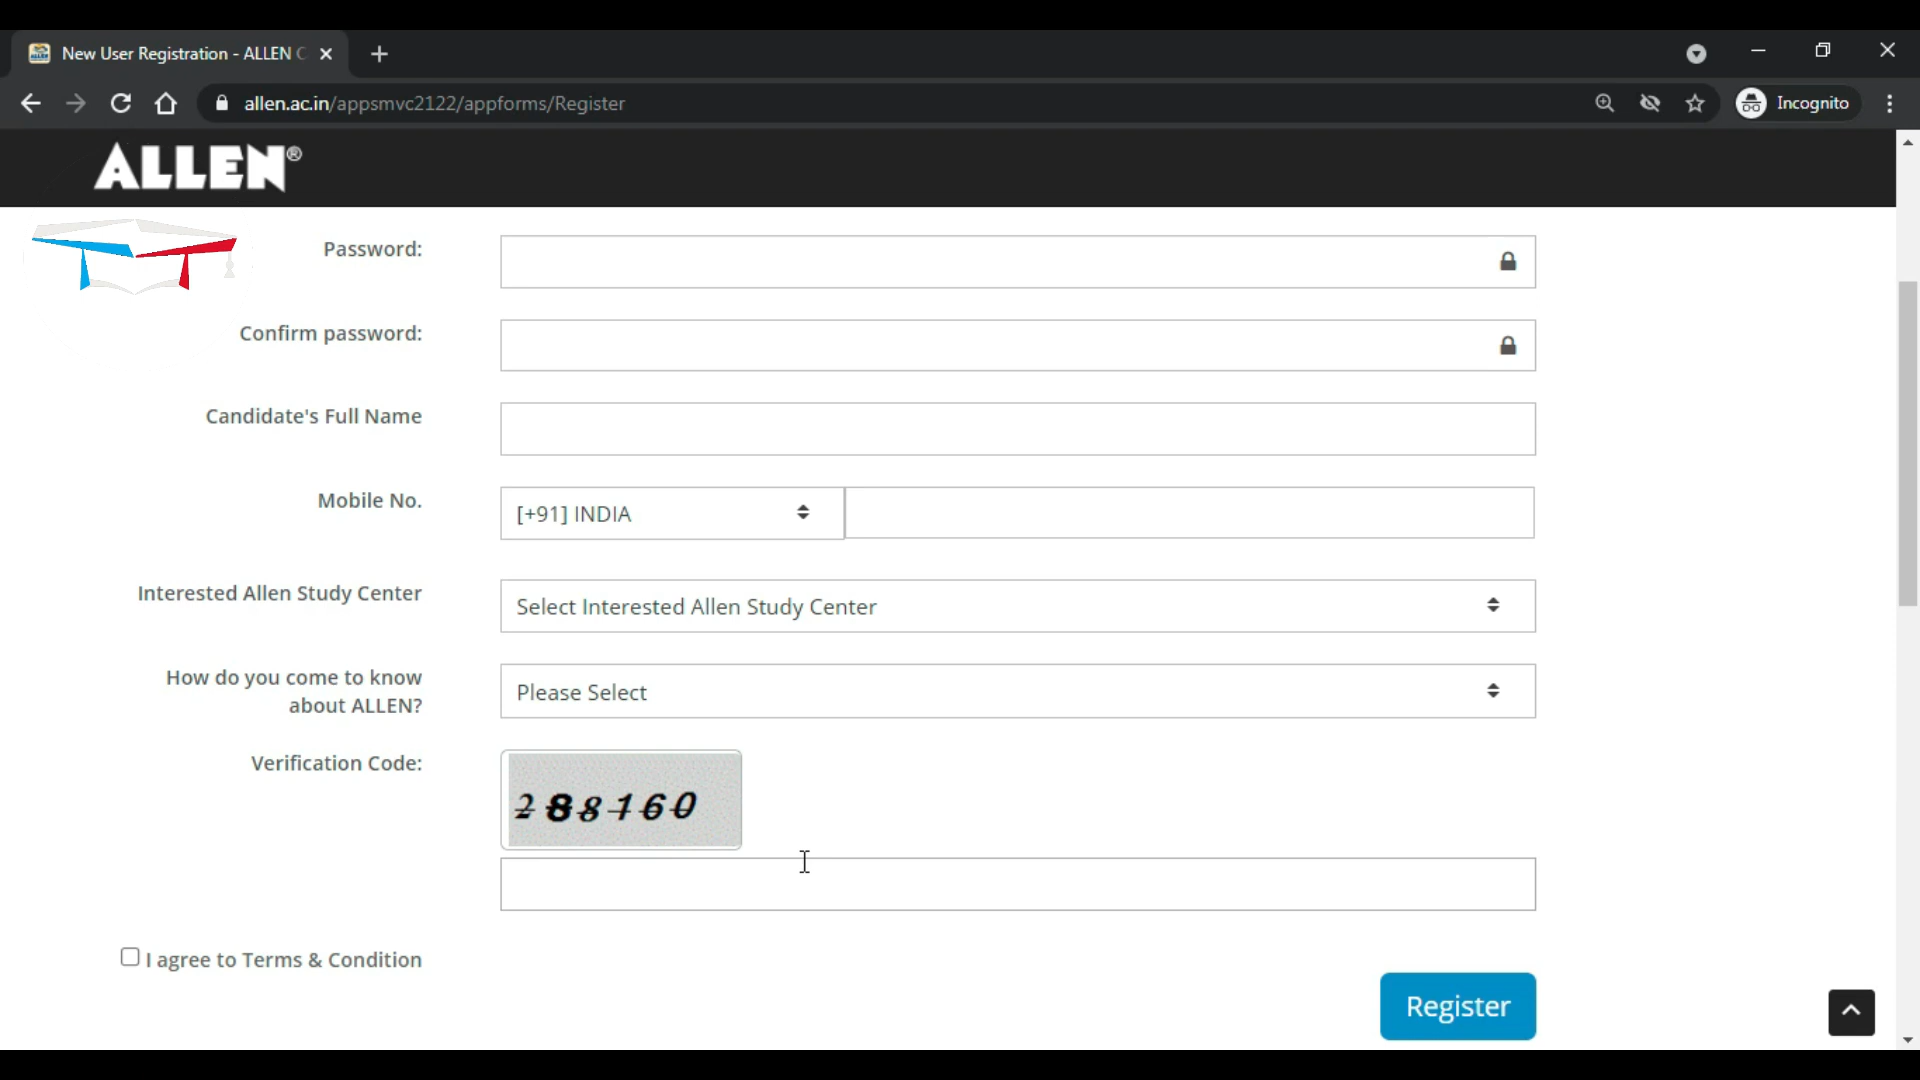 New User Registration - ALLEN C
allen.ac.in/appsmvc2122/appforms/Register
Incognito
ALLEN®
Password:
Confirm password:
Candidate's Full Name
Mobile No.
[+91] INDIA
Interested Allen Study Center
Select Interested Allen Study Center
How do you come to know
about ALLEN?
Please Select
Verification Code:
288160
I agree to Terms & Condition
Register